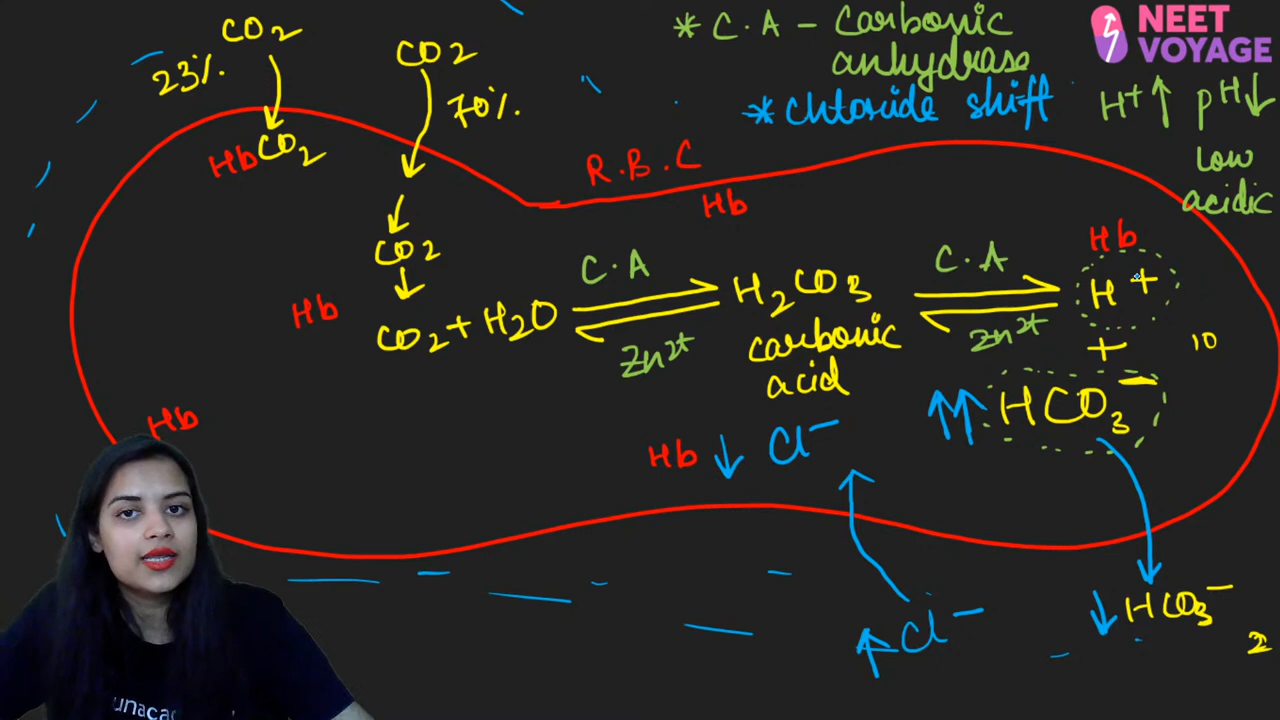 NEET
VOYAGE
* C.A - Carbonic
anhydrase
* Chloride shift
H+ ↑ pH ↓
low
acidic
CO2
23%.
HbCO2
CO2
70%.
R.B.C
Hb
CO2
Hb
CO2 + H2O
C.A
Zn2+
H2CO3
carbonic
acid
C.A
Zn2+
Hb
H+
+
10
↑↑ HCO3-
Hb
Hb ↓ Cl-
↑ Cl-
↓ HCO3-
2
unacad